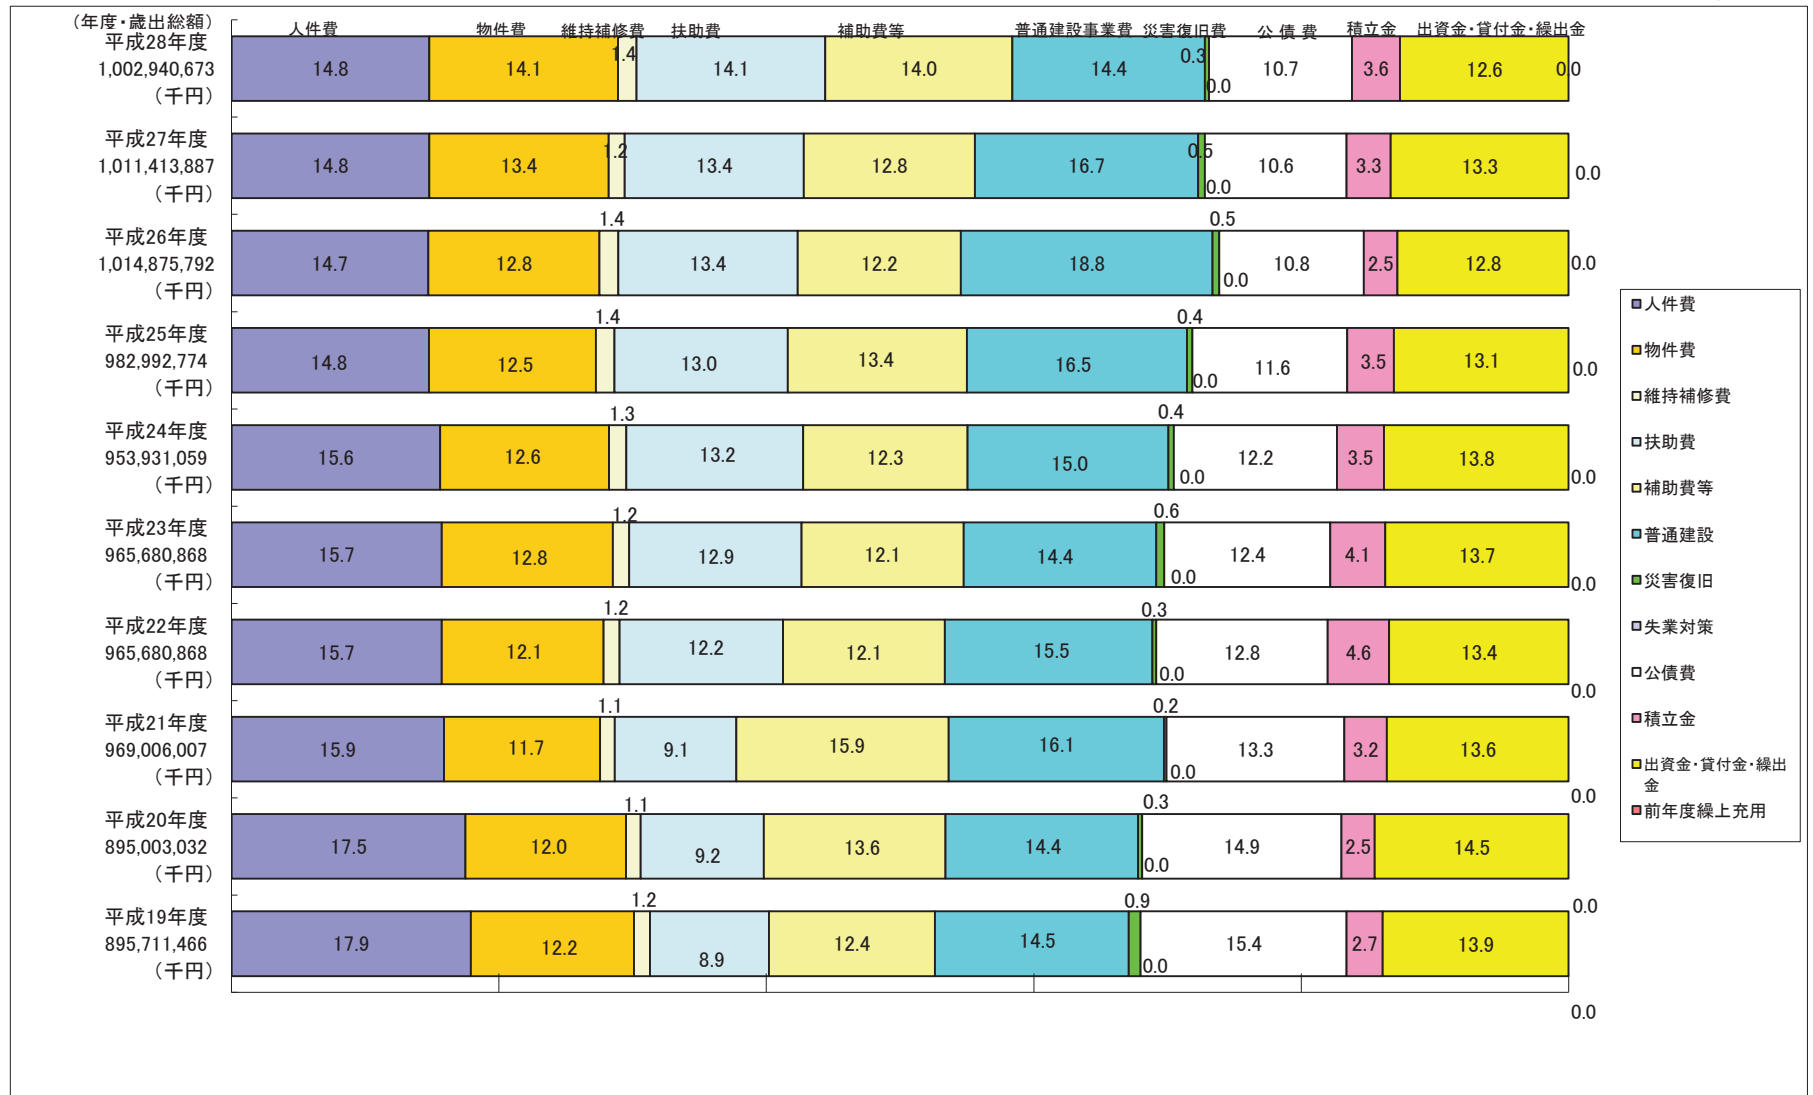 (年度・歳出総額)
人件費 物件費 維持補修費 扶助費 補助費等 普通建設事業費 災害復旧費 公債費 積立金 出資金・貸付金・繰出金
平成28年度
1,002,940,673
(千円)
14.8 14.1 1.4 14.1 14.0 14.4 0.3 0.0 10.7 3.6 12.6 0.0
平成27年度
1,011,413,887
(千円)
14.8 13.4 1.2 13.4 12.8 16.7 0.5 0.0 10.6 3.3 13.3 0.0
平成26年度
1,014,875,792
(千円)
14.7 12.8 1.4 13.4 12.2 18.8 0.5 0.0 10.8 2.5 12.8 0.0
平成25年度
982,992,774
(千円)
14.8 12.5 1.4 13.0 13.4 16.5 0.4 0.0 11.6 3.5 13.1 0.0
平成24年度
953,931,059
(千円)
15.6 12.6 1.3 13.2 12.3 15.0 0.4 0.0 12.2 3.5 13.8 0.0
平成23年度
965,680,868
(千円)
15.7 12.8 1.2 12.9 12.1 14.4 0.6 0.0 12.4 4.1 13.7 0.0
平成22年度
965,680,868
(千円)
15.7 12.1 1.2 12.2 12.1 15.5 0.3 0.0 12.8 4.6 13.4 0.0
平成21年度
969,006,007
(千円)
15.9 11.7 1.1 9.1 15.9 16.1 0.2 0.0 13.3 3.2 13.6 0.0
平成20年度
895,003,032
(千円)
17.5 12.0 1.1 9.2 13.6 14.4 0.3 0.0 14.9 2.5 14.5 0.0
平成19年度
895,711,466
(千円)
17.9 12.2 1.2 8.9 12.4 14.5 0.9 0.0 15.4 2.7 13.9 0.0
人件費
物件費
維持補修費
扶助費
補助費等
普通建設
災害復旧
失業対策
公債費
積立金
出資金・貸付金・繰出
金
前年度繰上充用